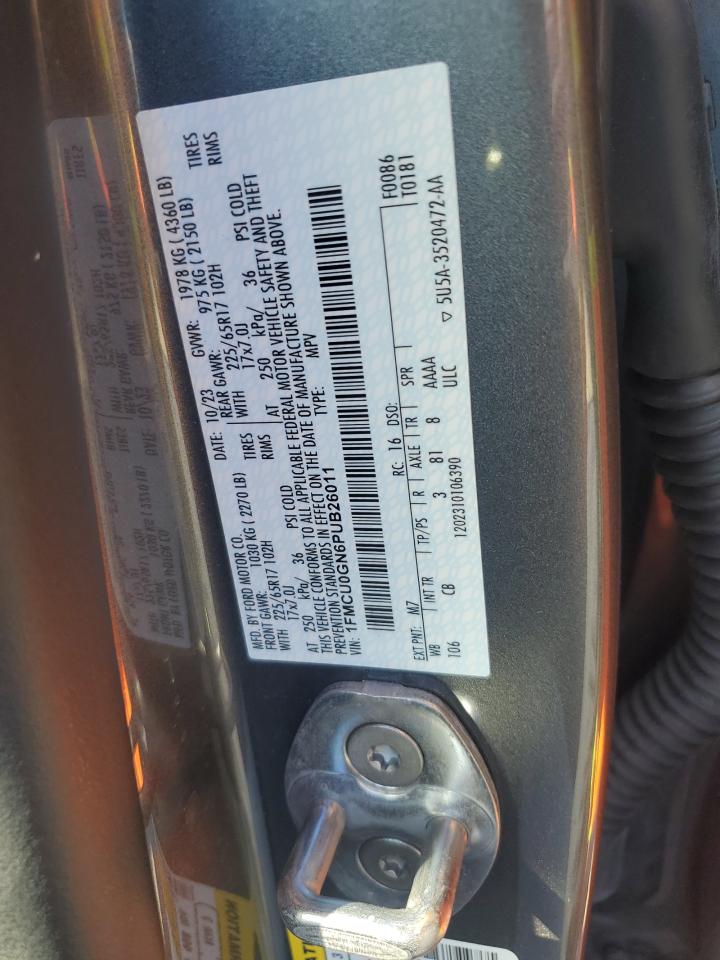 MFD. BY FORD MOTOR CO. DATE: 10/23 GVWR: 1978 KG ( 4360 LB)
FRONT GAWR: 1030 KG (2270 LB) REAR GAWR: 975 KG ( 2150 LB)
WITH 225/65R17 102H TIRES WITH 225/65R17 102H TIRES
17x7.0J RIMS 17x7.0J RIMS
AT 250 kPa/ 36 PSI COLD AT 250 kPa/ 36 PSI COLD
THIS VEHICLE CONFORMS TO ALL APPLICABLE FEDERAL MOTOR VEHICLE SAFETY AND THEFT
PREVENTION STANDARDS IN EFFECT ON THE DATE OF MANUFACTURE SHOWN ABOVE.
VIN: 1FMCU0GN6PUB26011 TYPE: MPV
F0086
EXT PNT: M7 RC: 16 DSO: T0181
WB INT TR TP/PS R AXLE TR SPR
106 CB 3 81 8 AAAA
1202310106390 ULC ▽ 5U5A-3520472-AA